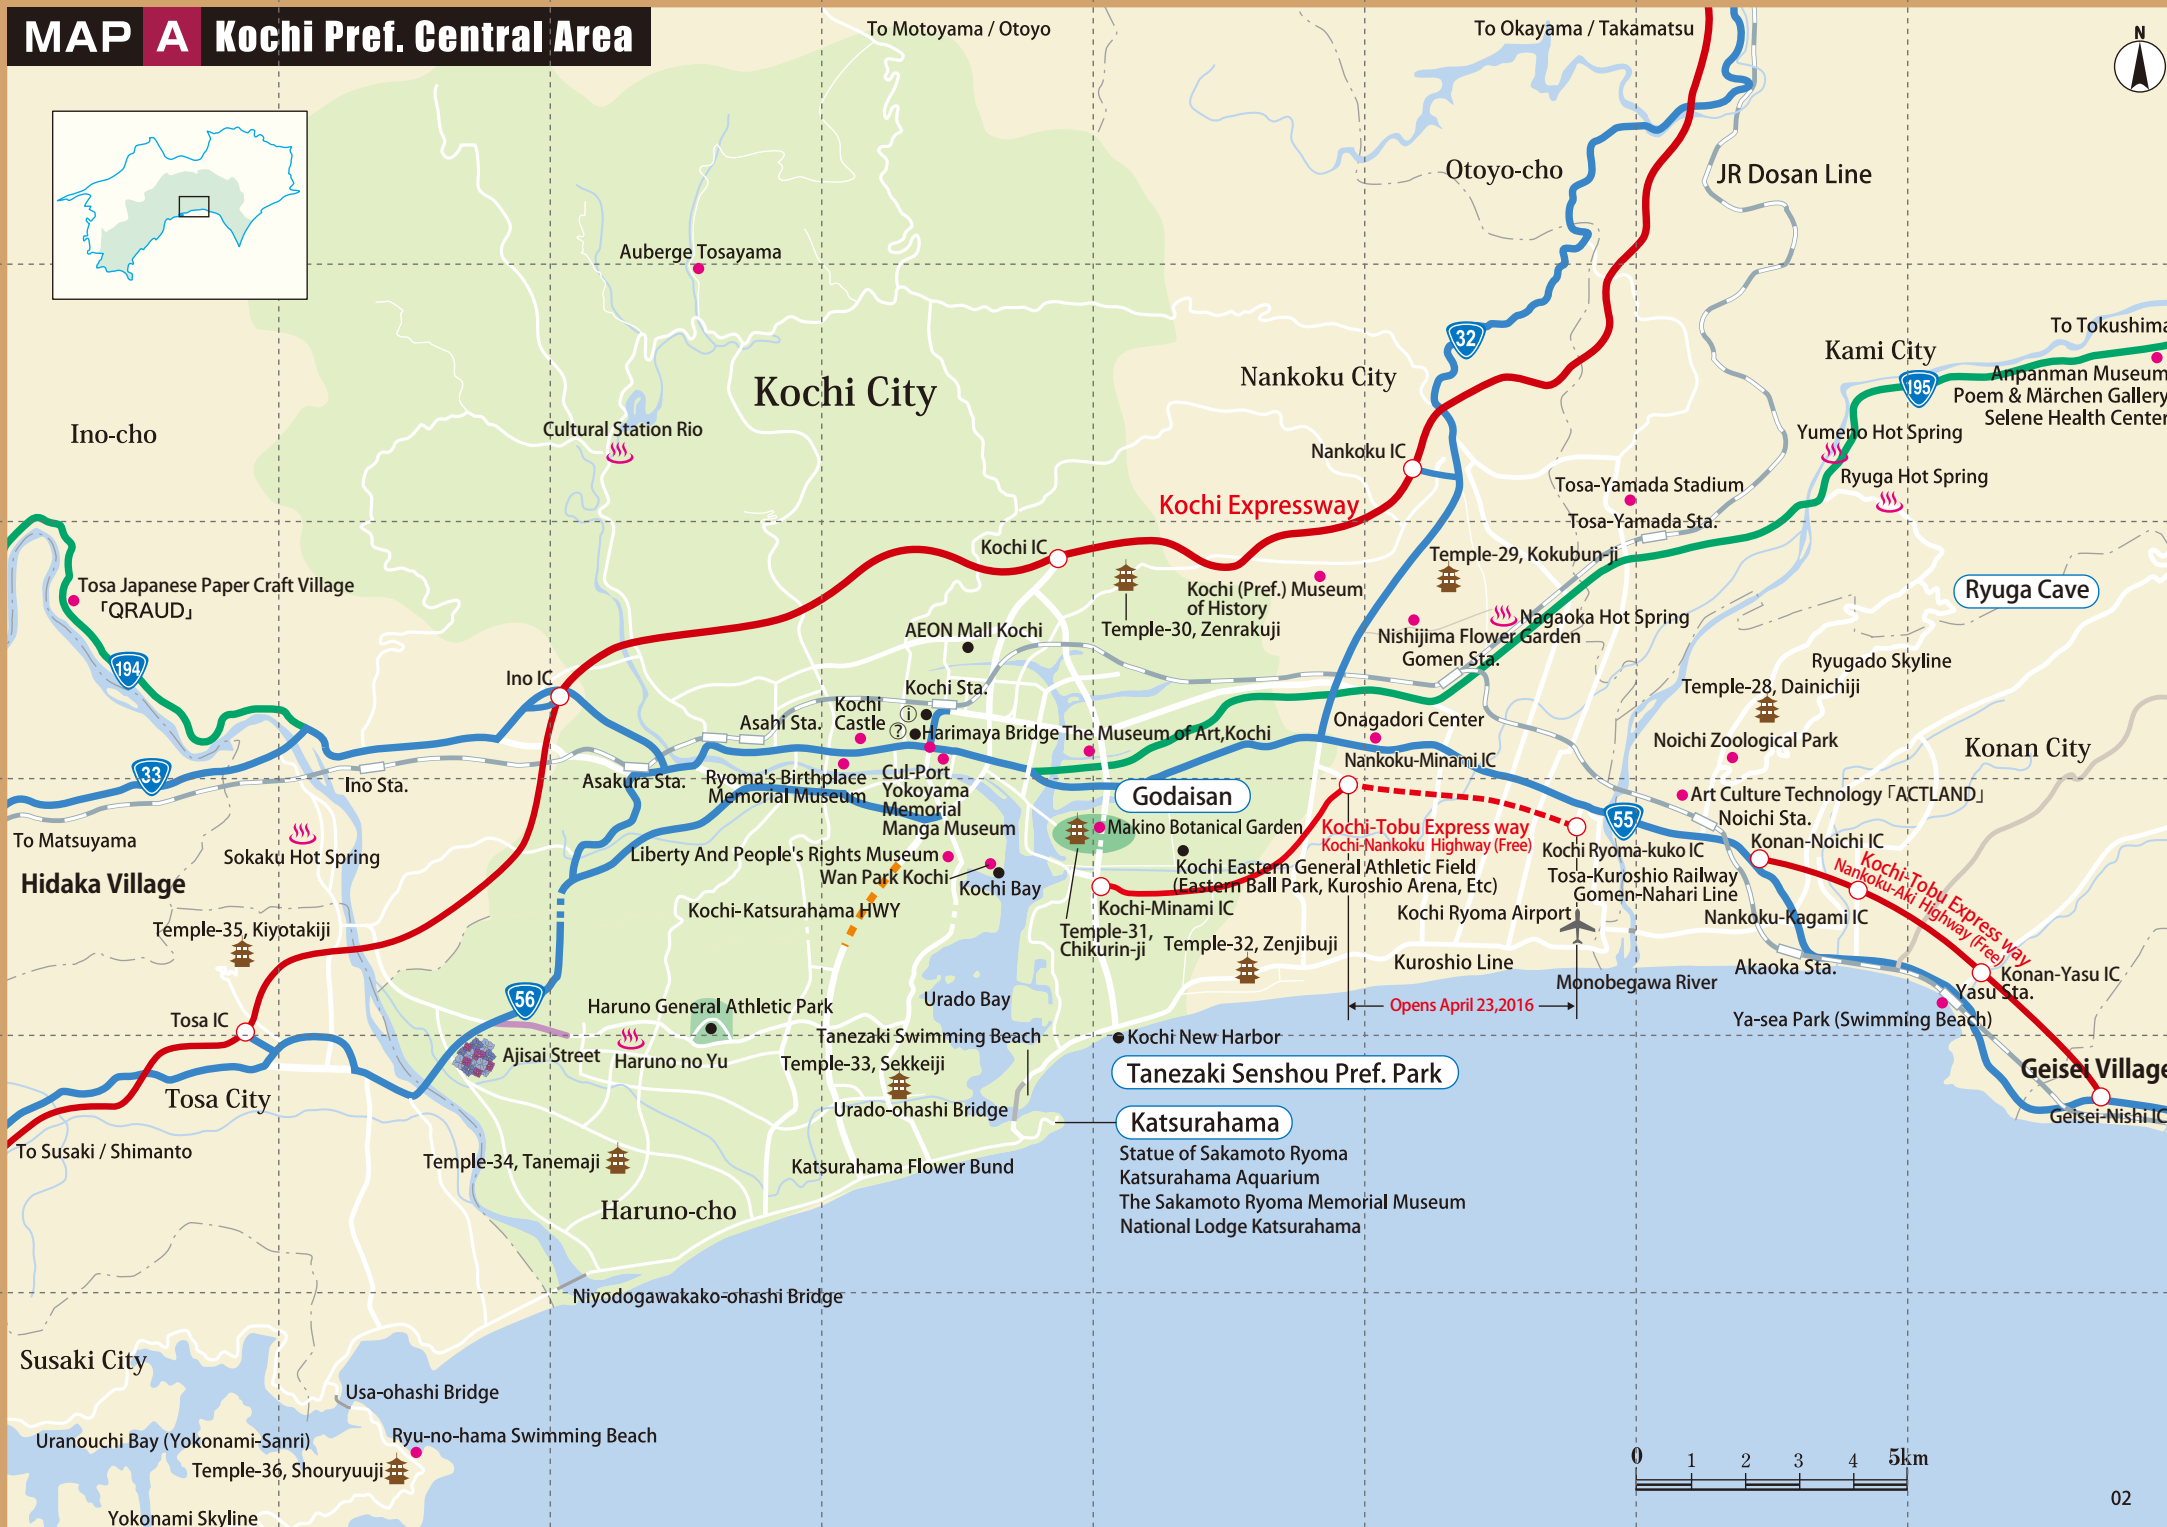 MAP A Kochi Pref. Central Area
To Motoyama / Otoyo
To Okayama / Takamatsu
N
Otoyo-cho
JR Dosan Line
Auberge Tosayama
32
To Tokushima
Kami City
Nankoku City
195
Anpanman Museum
Poem & Märchen Gallery
Selene Health Center
Kochi City
Ino-cho
Cultural Station Rio
Yumeno Hot Spring
Nankoku IC
Ryuga Hot Spring
Tosa-Yamada Stadium
Kochi Expressway
Tosa-Yamada Sta.
Kochi IC
Temple-29, Kokubun-ji
Tosa Japanese Paper Craft Village
「QRAUD」
Kochi (Pref.) Museum
of History
Ryuga Cave
Temple-30, Zenrakuji
AEON Mall Kochi
Nagaoka Hot Spring
Nishijima Flower Garden
Gomen Sta.
194
Ino IC
Ryugado Skyline
Kochi Sta.
Temple-28, Dainichiji
Kochi
Castle
Asahi Sta.
i
?
Harimaya Bridge
The Museum of Art,Kochi
Onagadori Center
Noichi Zoological Park
Konan City
33
Ino Sta.
Asakura Sta.
Ryoma's Birthplace
Memorial Museum
Cul-Port
Yokoyama
Memorial
Manga Museum
Nankoku-Minami IC
Godaisan
Art Culture Technology「ACTLAND」
Noichi Sta.
55
To Matsuyama
Sokaku Hot Spring
Makino Botanical Garden
Kochi-Tobu Express way
Kochi-Nankoku Highway (Free)
Konan-Noichi IC
Kochi Ryoma-kuko IC
Liberty And People's Rights Museum
Wan Park Kochi
Kochi Bay
Kochi Eastern General Athletic Field
(Eastern Ball Park, Kuroshio Arena, Etc)
Tosa-Kuroshio Railway
Gomen-Nahari Line
Kochi-Tobu Express way
Nankoku-Aki Highway (Free)
Hidaka Village
Kochi-Katsurahama HWY
Kochi-Minami IC
Kochi Ryoma Airport
Nankoku-Kagami IC
Temple-35, Kiyotakiji
Temple-31,
Chikurin-ji
Temple-32, Zenjibuji
Kuroshio Line
Akaoka Sta.
Konan-Yasu IC
Monobegawa River
Yasu Sta.
56
Urado Bay
Opens April 23,2016
Haruno General Athletic Park
Tosa IC
Ya-sea Park (Swimming Beach)
Tanezaki Swimming Beach
Kochi New Harbor
Ajisai Street
Haruno no Yu
Temple-33, Sekkeiji
Tanezaki Senshou Pref. Park
Geisei Village
Tosa City
Urado-ohashi Bridge
Katsurahama
Geisei-Nishi IC
To Susaki / Shimanto
Temple-34, Tanemaji
Katsurahama Flower Bund
Statue of Sakamoto Ryoma
Katsurahama Aquarium
The Sakamoto Ryoma Memorial Museum
National Lodge Katsurahama
Haruno-cho
Niyodogawakako-ohashi Bridge
Susaki City
Usa-ohashi Bridge
Uranouchi Bay (Yokonami-Sanri)
Ryu-no-hama Swimming Beach
Temple-36, Shouryuuji
Yokonami Skyline
0 1 2 3 4 5km
02